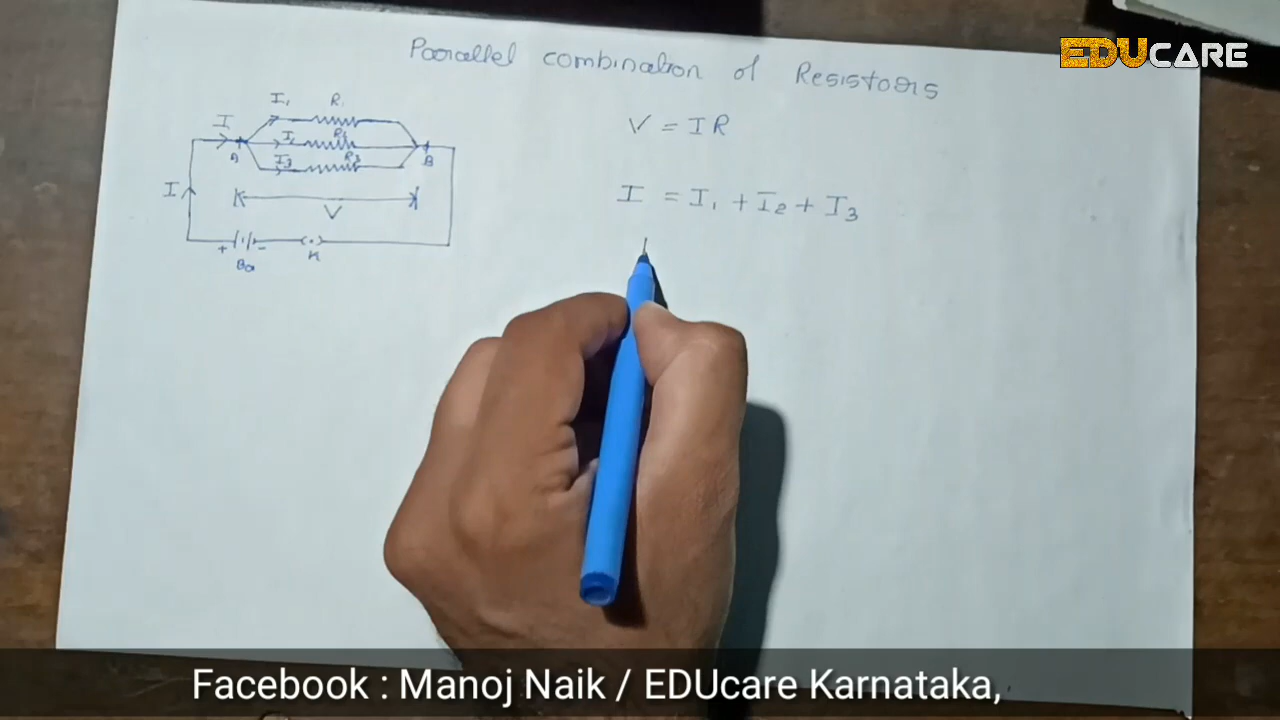 EDUCARE
Parallel combination of Resistors
V = IR
I = I₁ + I₂ + I₃
I I₁ R₁
I₂ R₂
A I₃ R₃ B
I
V
+ - 
Ba K
Facebook : Manoj Naik / EDUcare Karnataka,